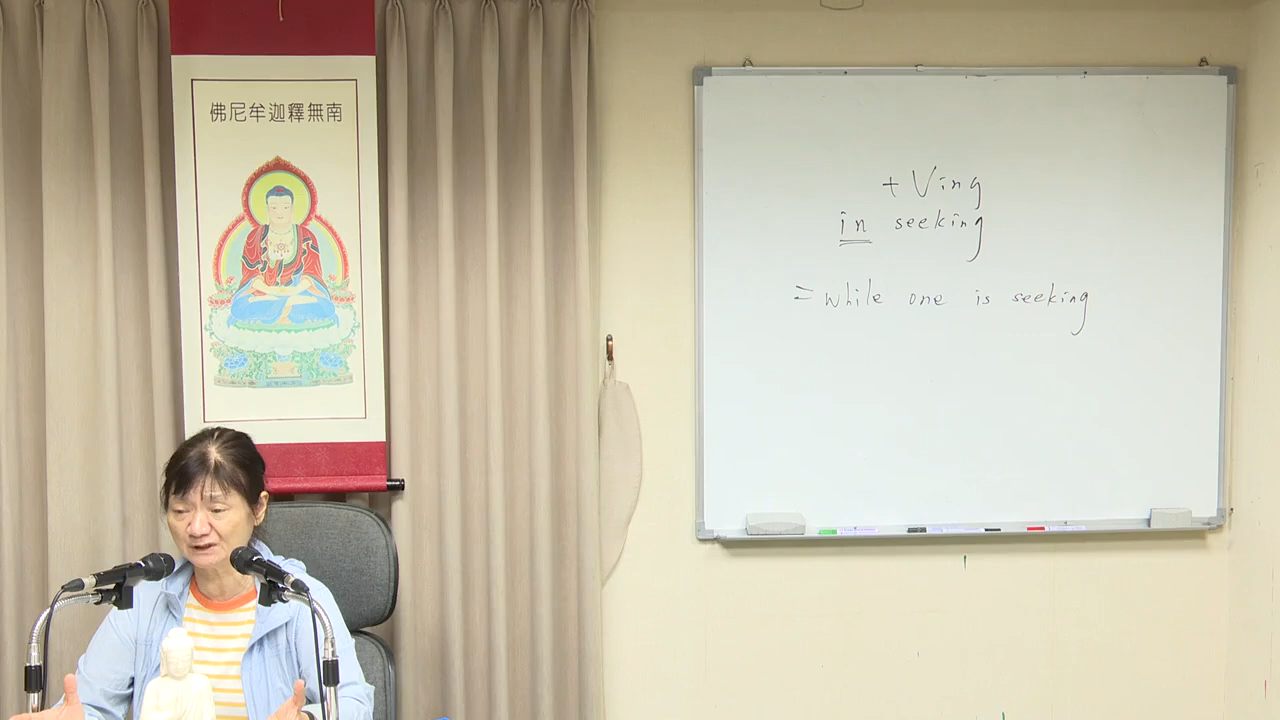 佛尼牟迦釋無南
+ Ving
in seeking
= while one is seeking